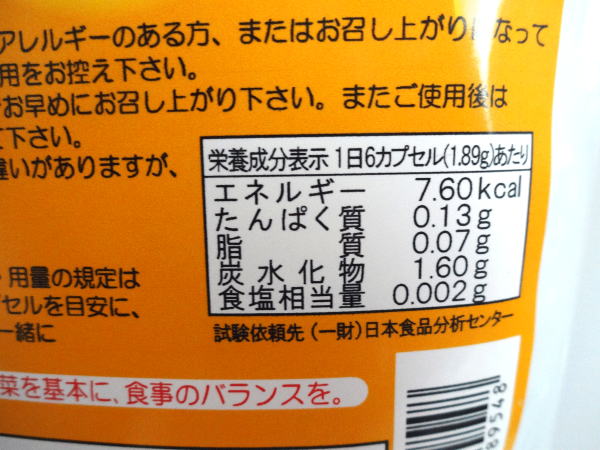 アレルギーのある方、またはお召し上がりになって
用をお控え下さい。
お早めにお召し上がり下さい。またご使用後は
て下さい。
違いがありますが、
栄養成分表示 1日6カプセル(1.89g)あたり
エネルギー 7.60kcal
たんぱく質 0.13g
脂質 0.07g
炭水化物 1.60g
食塩相当量 0.002g
試験依頼先 (一財)日本食品分析センター
・用量の規定は
セルを目安に、
一緒に
菜を基本に、食事のバランスを。
89548